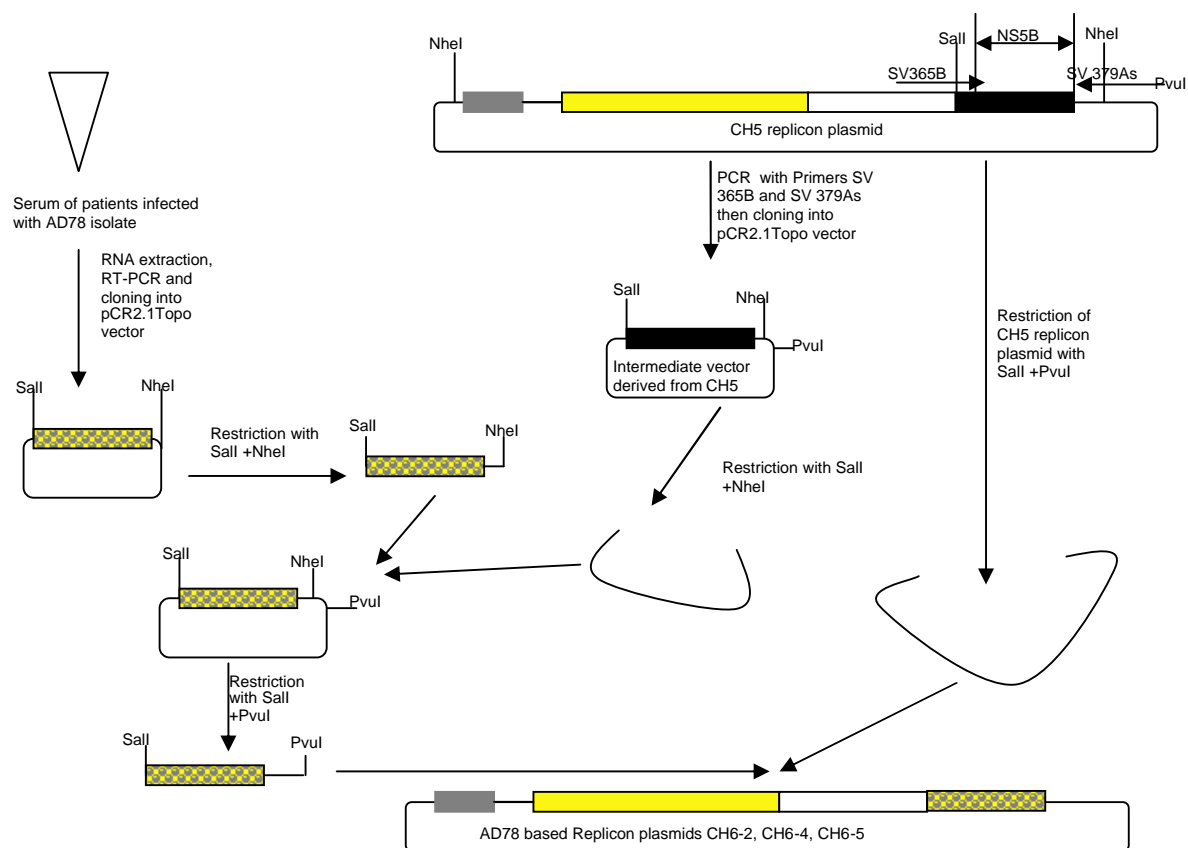 NheI
SalI
NS5B
NheI
SV365B
SV 379As
PvuI
CH5 replicon plasmid
Serum of patients infected
with AD78 isolate
RNA extraction,
RT-PCR and
cloning into
pCR2.1Topo
vector
PCR with Primers SV
365B and SV 379As
then cloning into
pCR2.1Topo vector
SalI
NheI
PvuI
Intermediate vector
derived from CH5
Restriction of
CH5 replicon
plasmid with
SalI +PvuI
SalI
NheI
Restriction with
SalI +NheI
SalI
NheI
Restriction with SalI
+NheI
SalI
NheI
PvuI
Restriction
with SalI
+PvuI
SalI
PvuI
AD78 based Replicon plasmids CH6-2, CH6-4, CH6-5